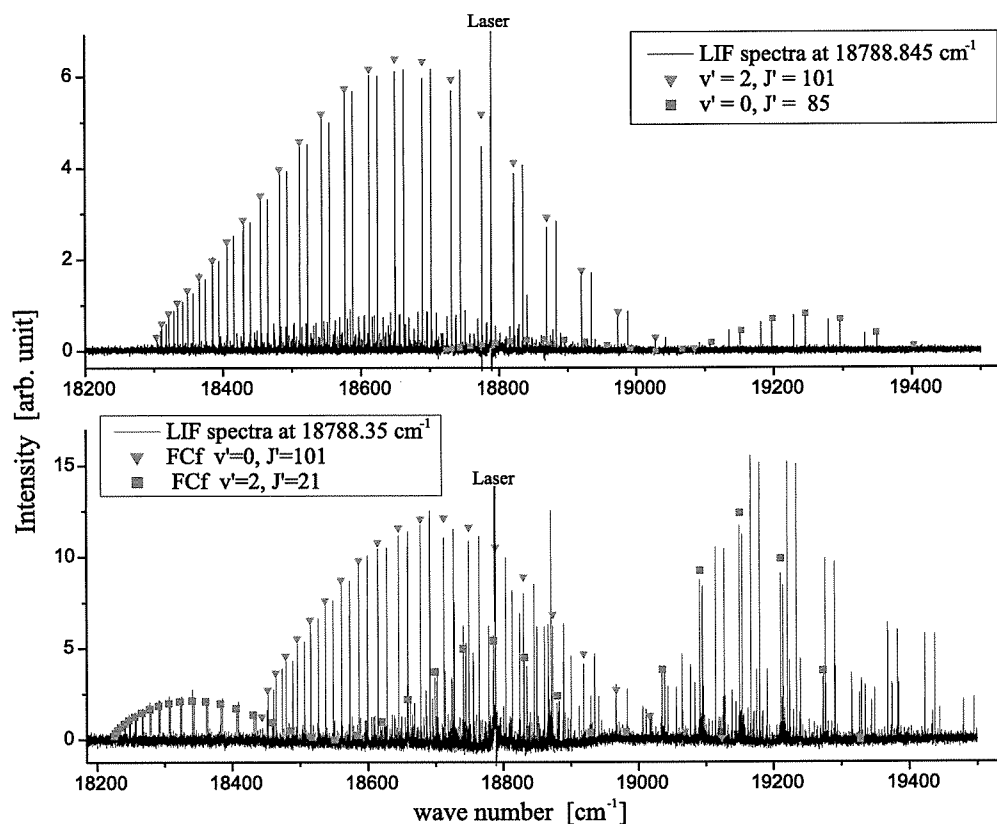 Laser
LIF spectra at 18788.845 cm⁻¹
v' = 2, J' = 101
v' = 0, J' = 85
6
4
2
0
18200 18400 18600 18800 19000 19200 19400
Intensity [arb. unit]
LIF spectra at 18788.35 cm⁻¹
FCf v'=0, J'=101
FCf v'=2, J'=21
Laser
15
10
5
0
18200 18400 18600 18800 19000 19200 19400
wave number [cm⁻¹]